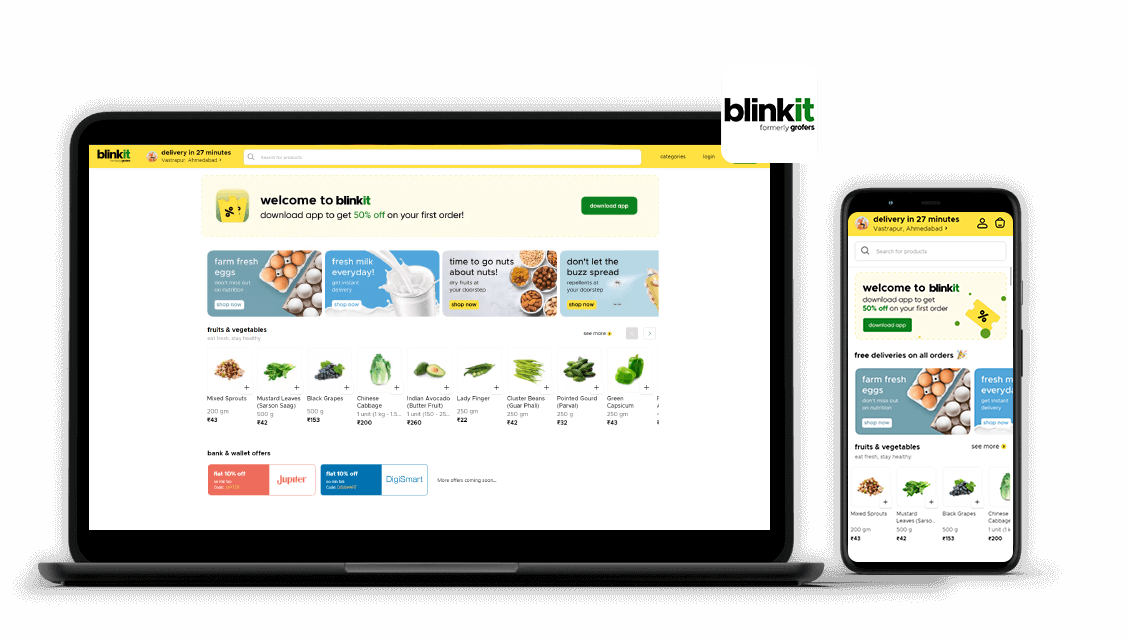 blinkit
formerly grofers
blinkit
delivery in 27 minutes
Vastrapur, Ahmedabad
Search for products
categories
login
welcome to blinkit
download app to get 50% off on your first order!
download app
farm fresh
eggs
don't miss out
on nutrition
shop now
fresh milk
everyday!
get instant
delivery
shop now
time to go nuts
about nuts!
dry fruits at
your doorstep
shop now
don't let the
buzz spread
repellents at
your doorstep
shop now
fruits & vegetables
eat fresh, stay healthy
see more
Mixed Sprouts
200 gm
₹43
Mustard Leaves
(Sarson Saag)
500 g
₹42
Black Grapes
500 g
₹153
Chinese
Cabbage
1 unit (1 kg - 1.5...
₹200
Indian Avocado
(Butter Fruit)
1 unit (150 - 25...
₹260
Lady Finger
250 gm
₹22
Cluster Beans
(Guar Phali)
250 gm
₹42
Pointed Gourd
(Parval)
250 g
₹32
Green
Capsicum
250 gm
₹43
bank & wallet offers
flat 10% off
Code:
Jupiter
flat 10% off
Code:
DigiSmart
More offers coming soon...
delivery in 27 minutes
Vastrapur, Ahmedabad
Search for products
welcome to blinkit
download app to get
50% off on your first order
download app
free deliveries on all orders
farm fresh
eggs
don't miss out
on nutrition
shop now
fresh m
everyday
get instant
delivery
shop now
fruits & vegetables
eat fresh, stay healthy
see more
Mixed Sprouts
200 gm
₹43
Mustard
Leaves (Sarso...
500 g
₹42
Black Grapes
500 g
₹153
Chinese
Cabbage
1 unit (1 k
₹200